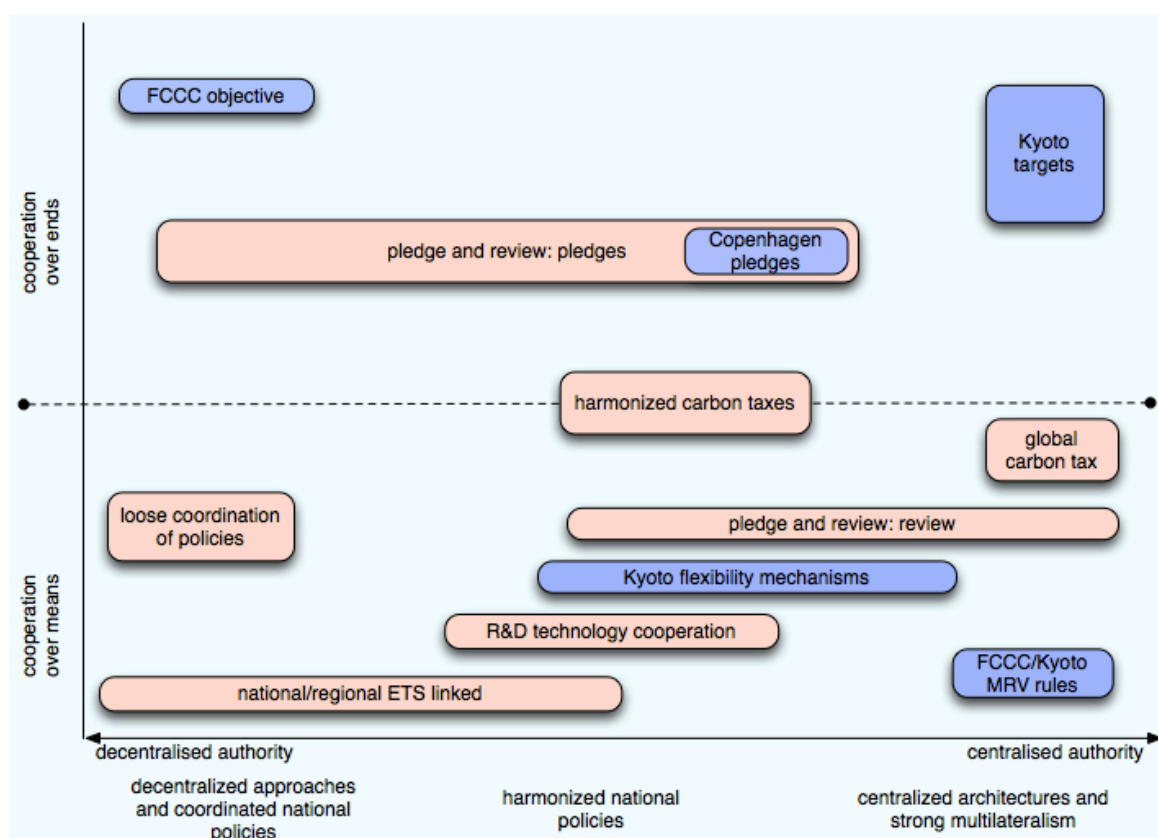 FCCC objective
Kyoto
targets
cooperation
over ends
pledge and review: pledges
Copenhagen
pledges
harmonized carbon taxes
global
carbon tax
loose coordination
of policies
pledge and review: review
Kyoto flexibility mechanisms
cooperation
over means
R&D technology cooperation
FCCC/Kyoto
MRV rules
national/regional ETS linked
decentralised authority
centralised authority
decentralized approaches
and coordinated national
policies
harmonized national
policies
centralized architectures and
strong multilateralism